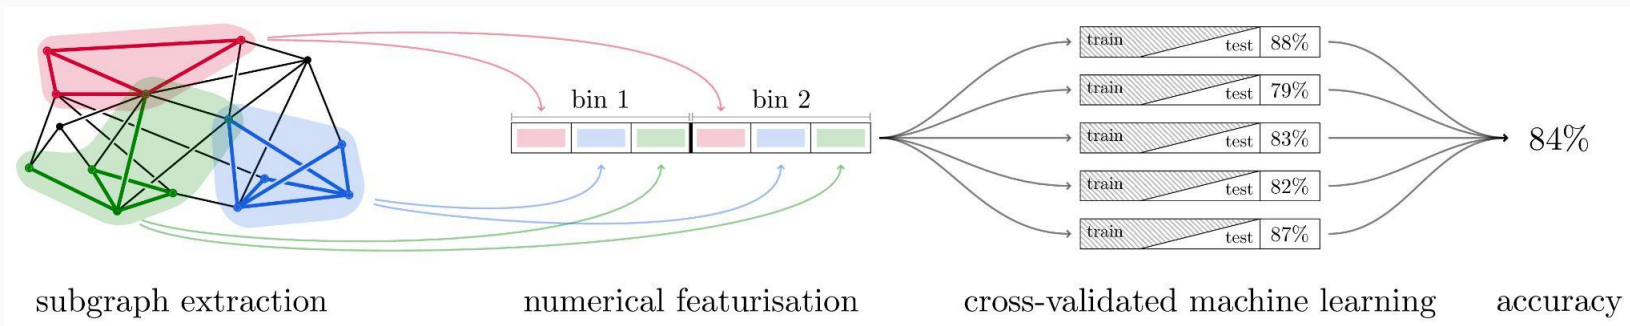 bin 1
bin 2
train
test
88%
train
test
79%
train
test
83%
train
test
82%
train
test
87%
84%
subgraph extraction
numerical featurisation
cross-validated machine learning
accuracy